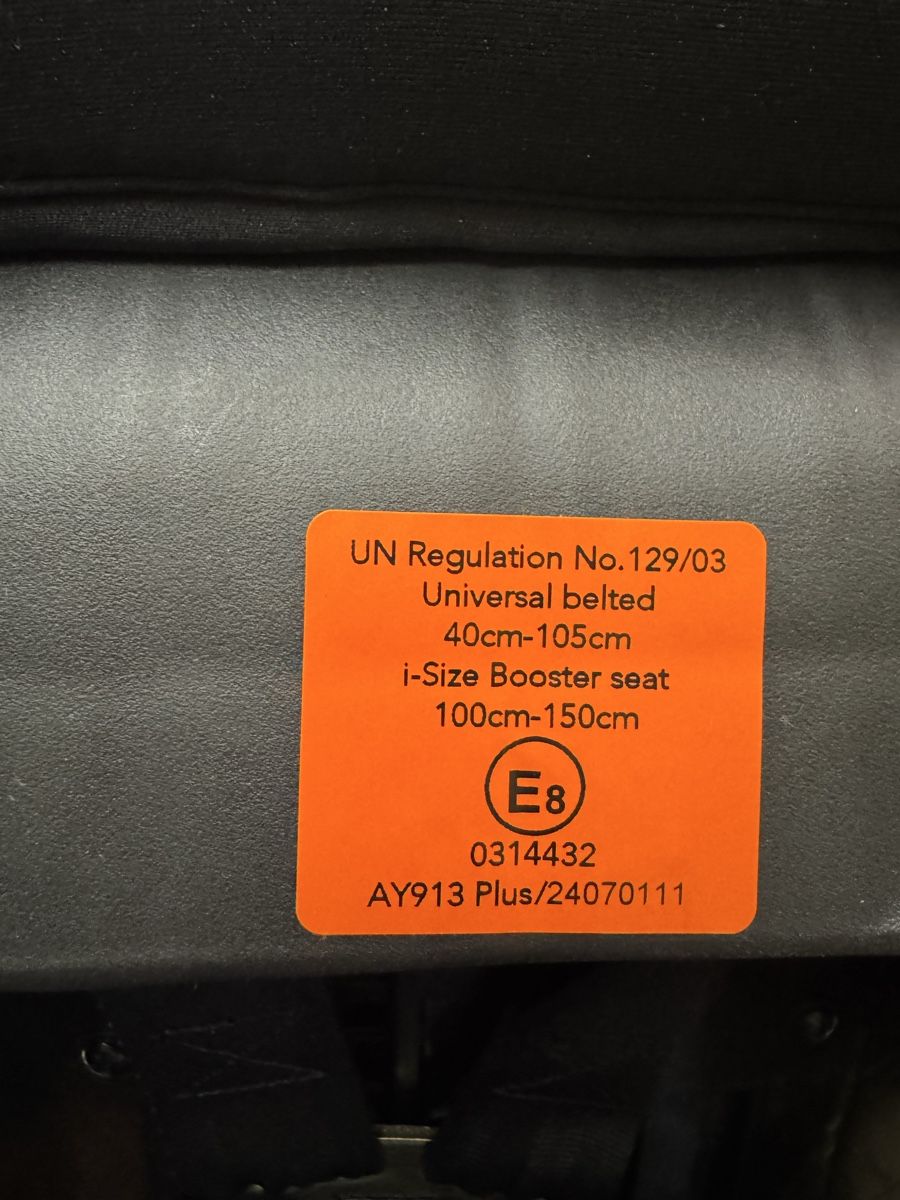 UN Regulation No.129/03
Universal belted
40cm-105cm
i-Size Booster seat
100cm-150cm
E8
0314432
AY913 Plus/24070111